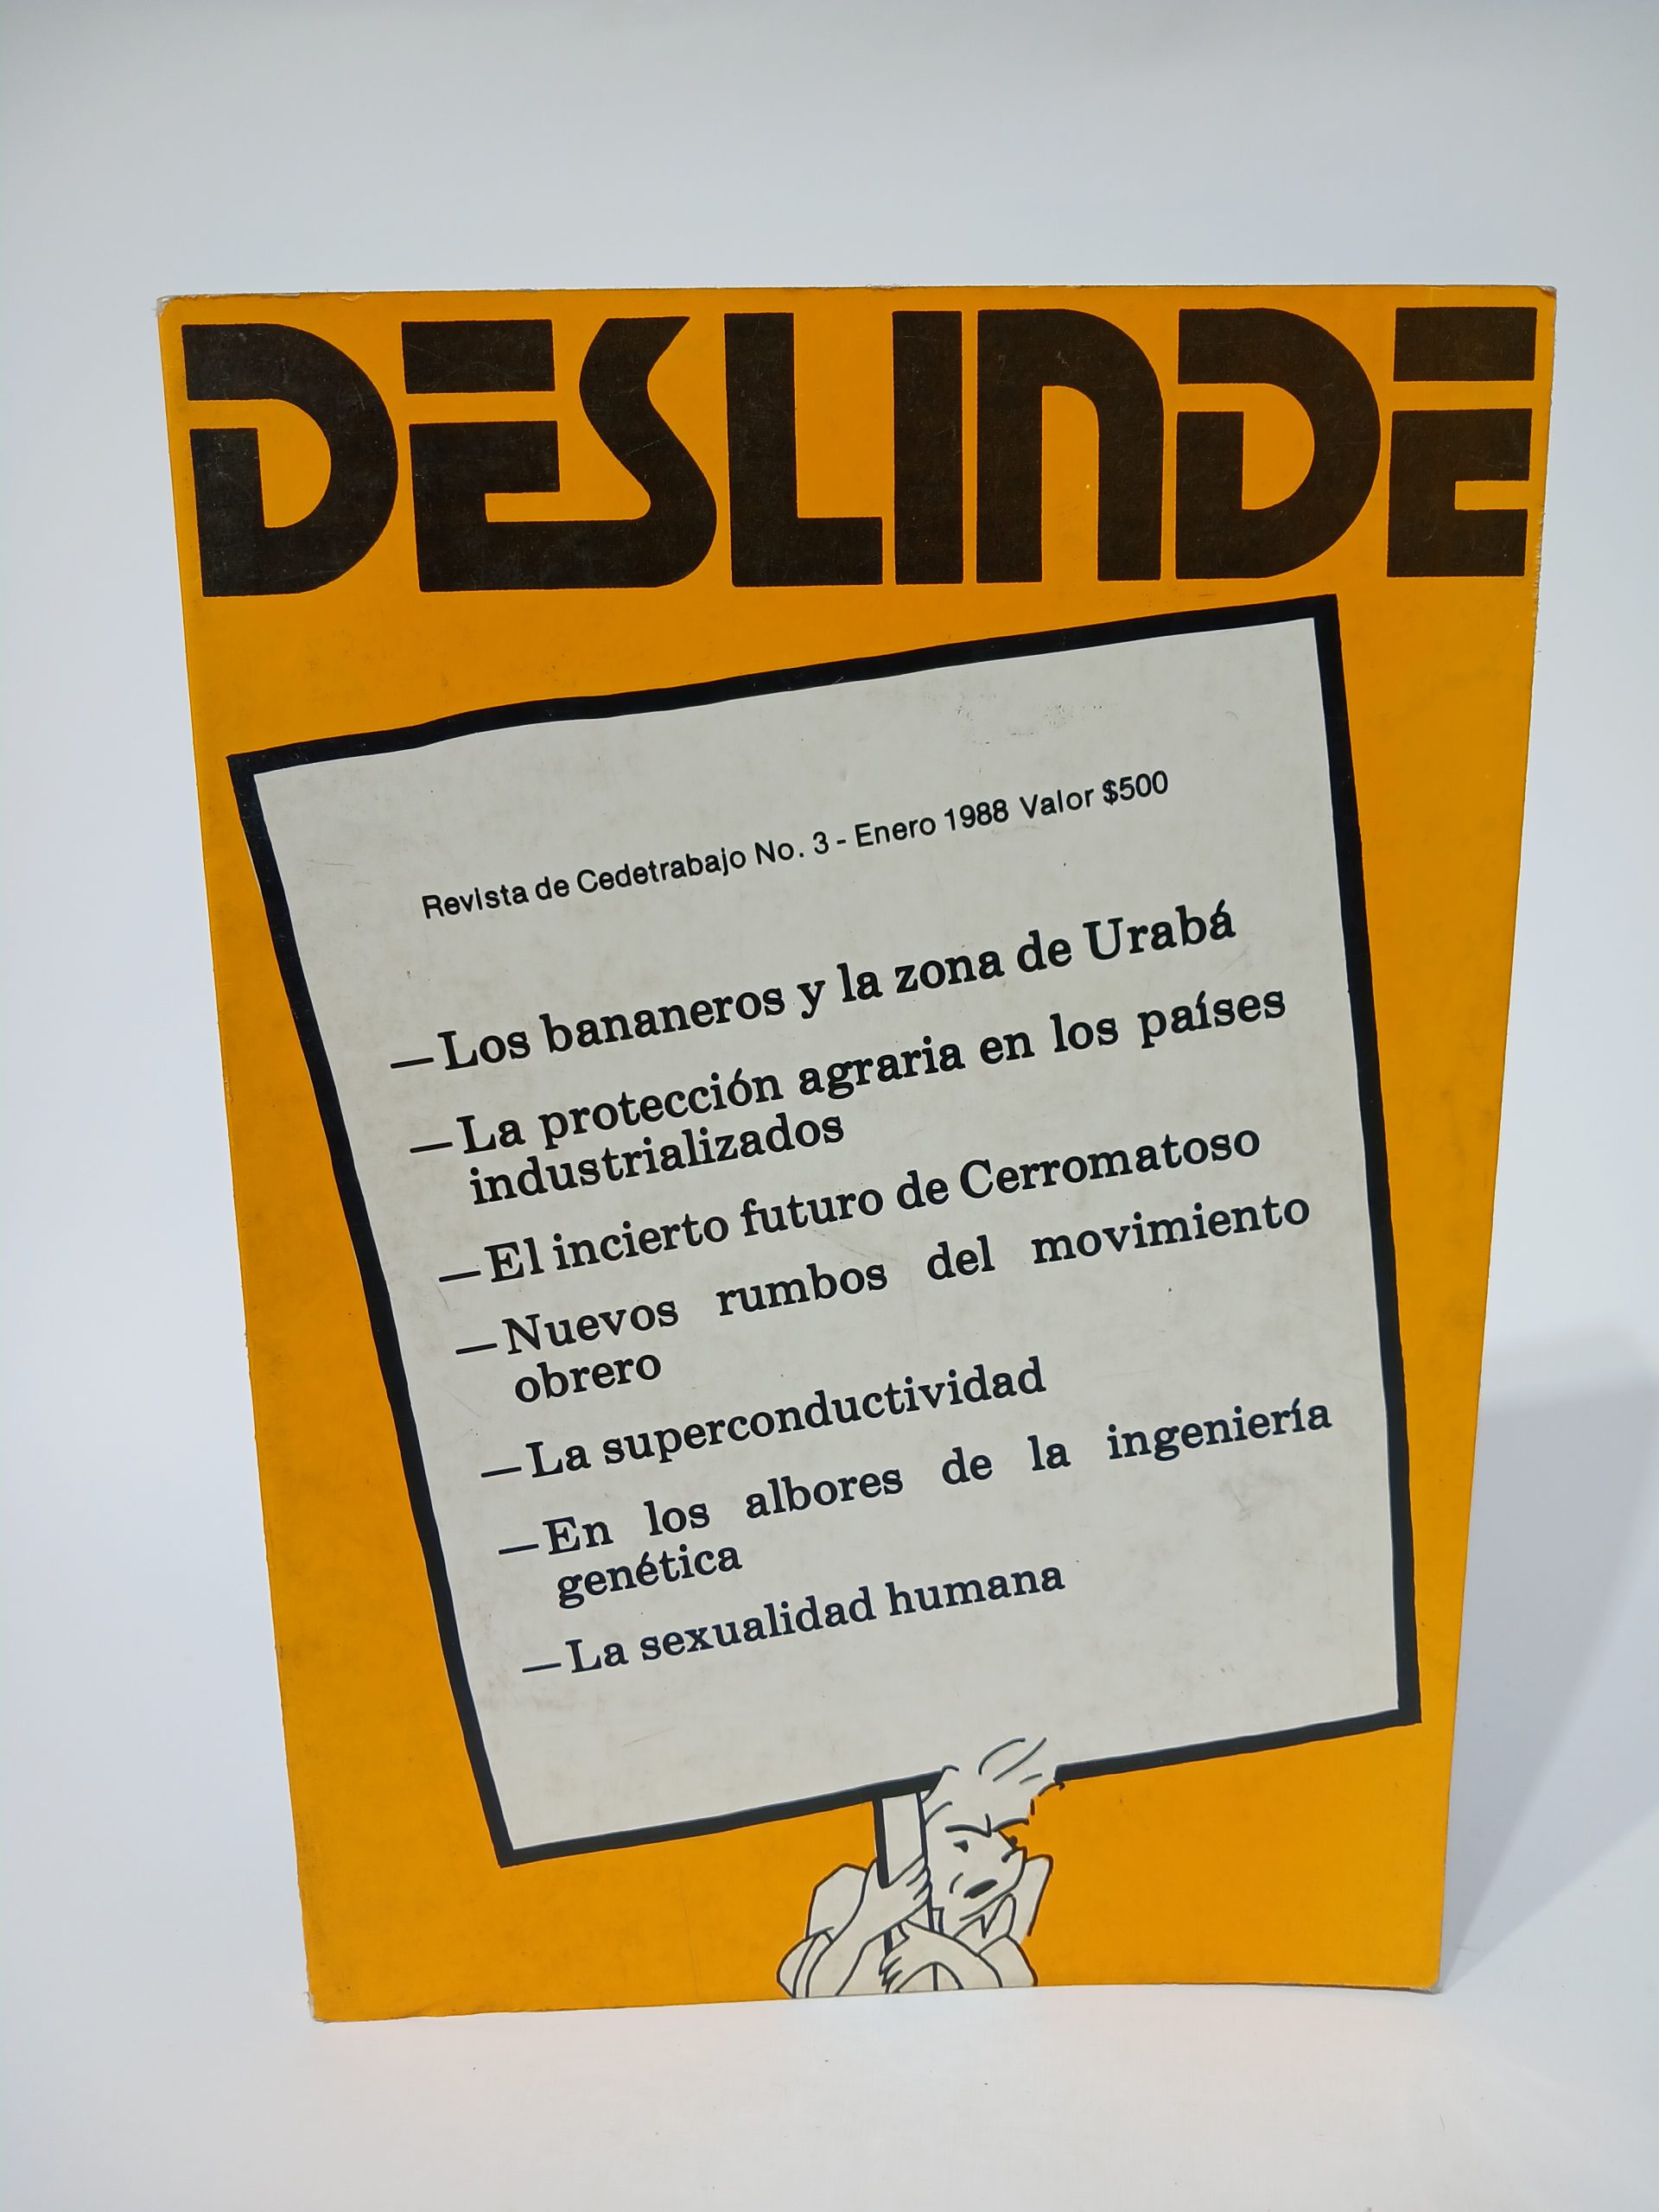 DESLINDE
Revista de Cedetrabajo No. 3 - Enero 1988 Valor $500
—Los bananeros y la zona de Urabá
—La protección agraria en los países
industrializados
—El incierto futuro de Cerromatoso
—Nuevos rumbos del movimiento
obrero
—La superconductividad
—En los albores de la ingeniería
genética
—La sexualidad humana